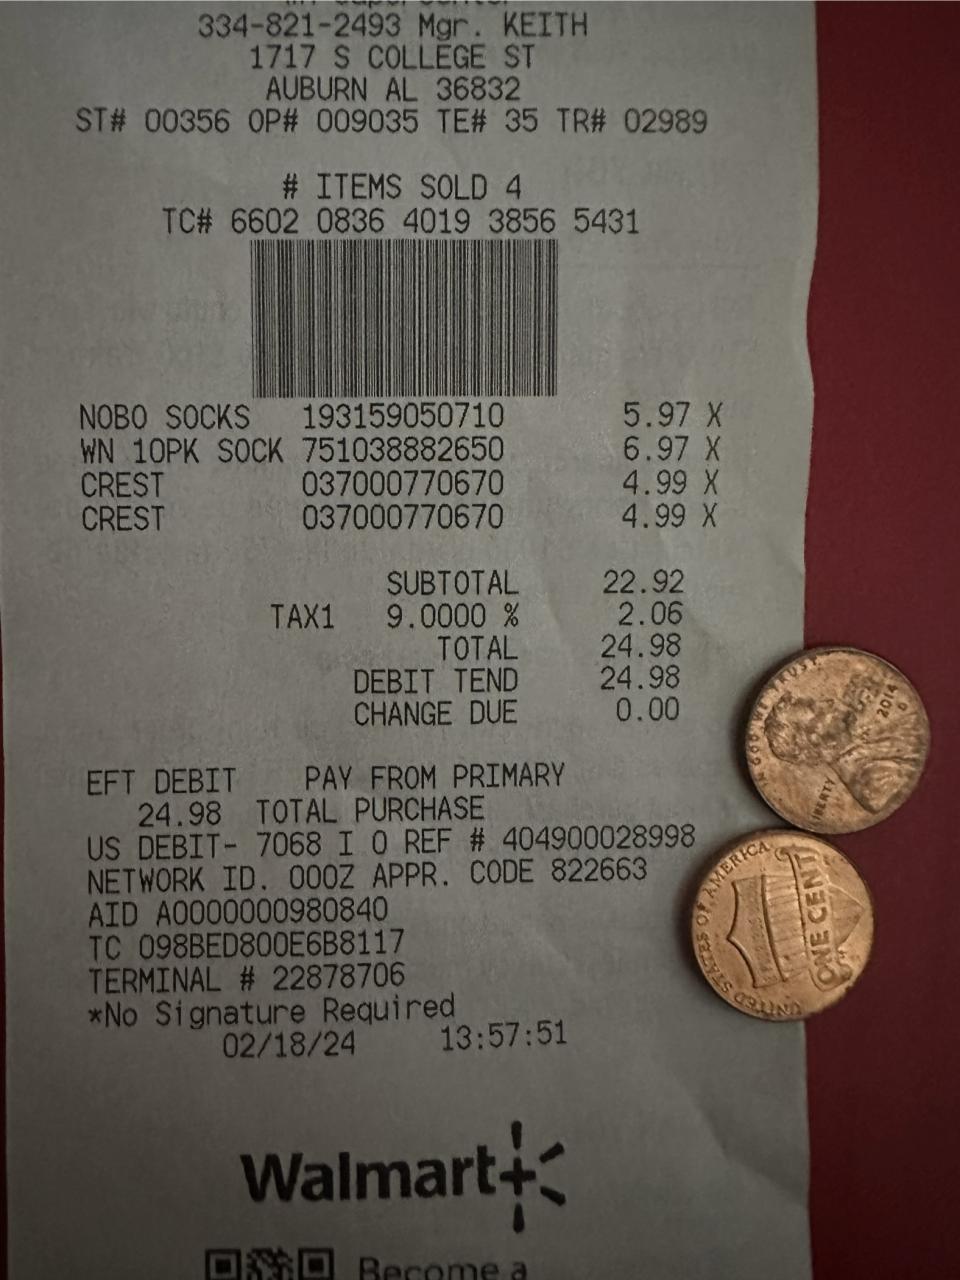 334-821-2493 Mgr. KEITH
1717 S COLLEGE ST
AUBURN AL 36832
ST# 00356 OP# 009035 TE# 35 TR# 02989
# ITEMS SOLD 4
TC# 6602 0836 4019 3856 5431
NOBO SOCKS 193159050710 5.97 X
WN 10PK SOCK 751038882650 6.97 X
CREST 037000770670 4.99 X
CREST 037000770670 4.99 X
SUBTOTAL 22.92
TAX1 9.0000 % 2.06
TOTAL 24.98
DEBIT TEND 24.98
CHANGE DUE 0.00
EFT DEBIT PAY FROM PRIMARY
24.98 TOTAL PURCHASE
US DEBIT- 7068 I 0 REF # 404900028998
NETWORK ID. 000Z APPR. CODE 822663
AID A0000000980840
TC 098BED800E6B8117
TERMINAL # 22878706
*No Signature Required
02/18/24 13:57:51
Walmart+
Become a
IN GOD WE TRUST
LIBERTY
2014
D
UNITED STATES OF AMERICA
ONE CENT